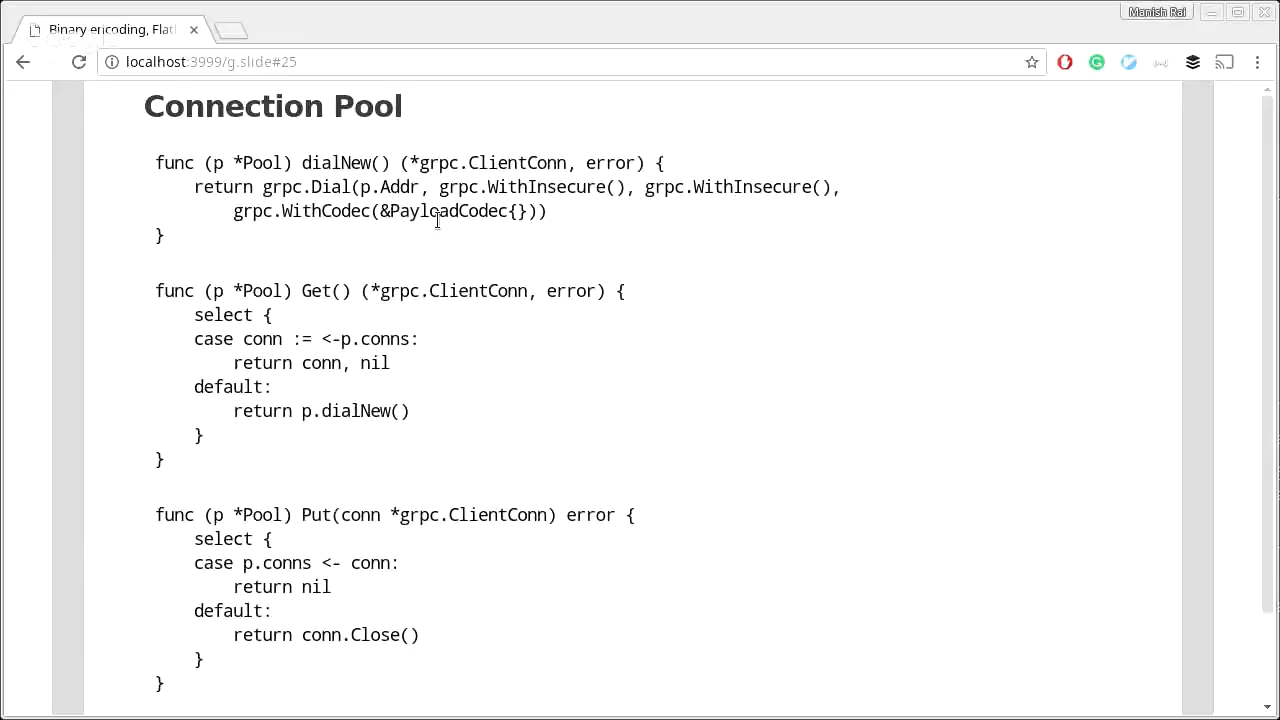 Manish Rai
Binary encoding, Flat
localhost:3999/g.slide#25
Connection Pool
func (p *Pool) dialNew() (*grpc.ClientConn, error) {
    return grpc.Dial(p.Addr, grpc.WithInsecure(), grpc.WithInsecure(),
        grpc.WithCodec(&PayloadCodec{}))
}
func (p *Pool) Get() (*grpc.ClientConn, error) {
    select {
    case conn := <-p.conns:
        return conn, nil
    default:
        return p.dialNew()
    }
}
func (p *Pool) Put(conn *grpc.ClientConn) error {
    select {
    case p.conns <- conn:
        return nil
    default:
        return conn.Close()
    }
}